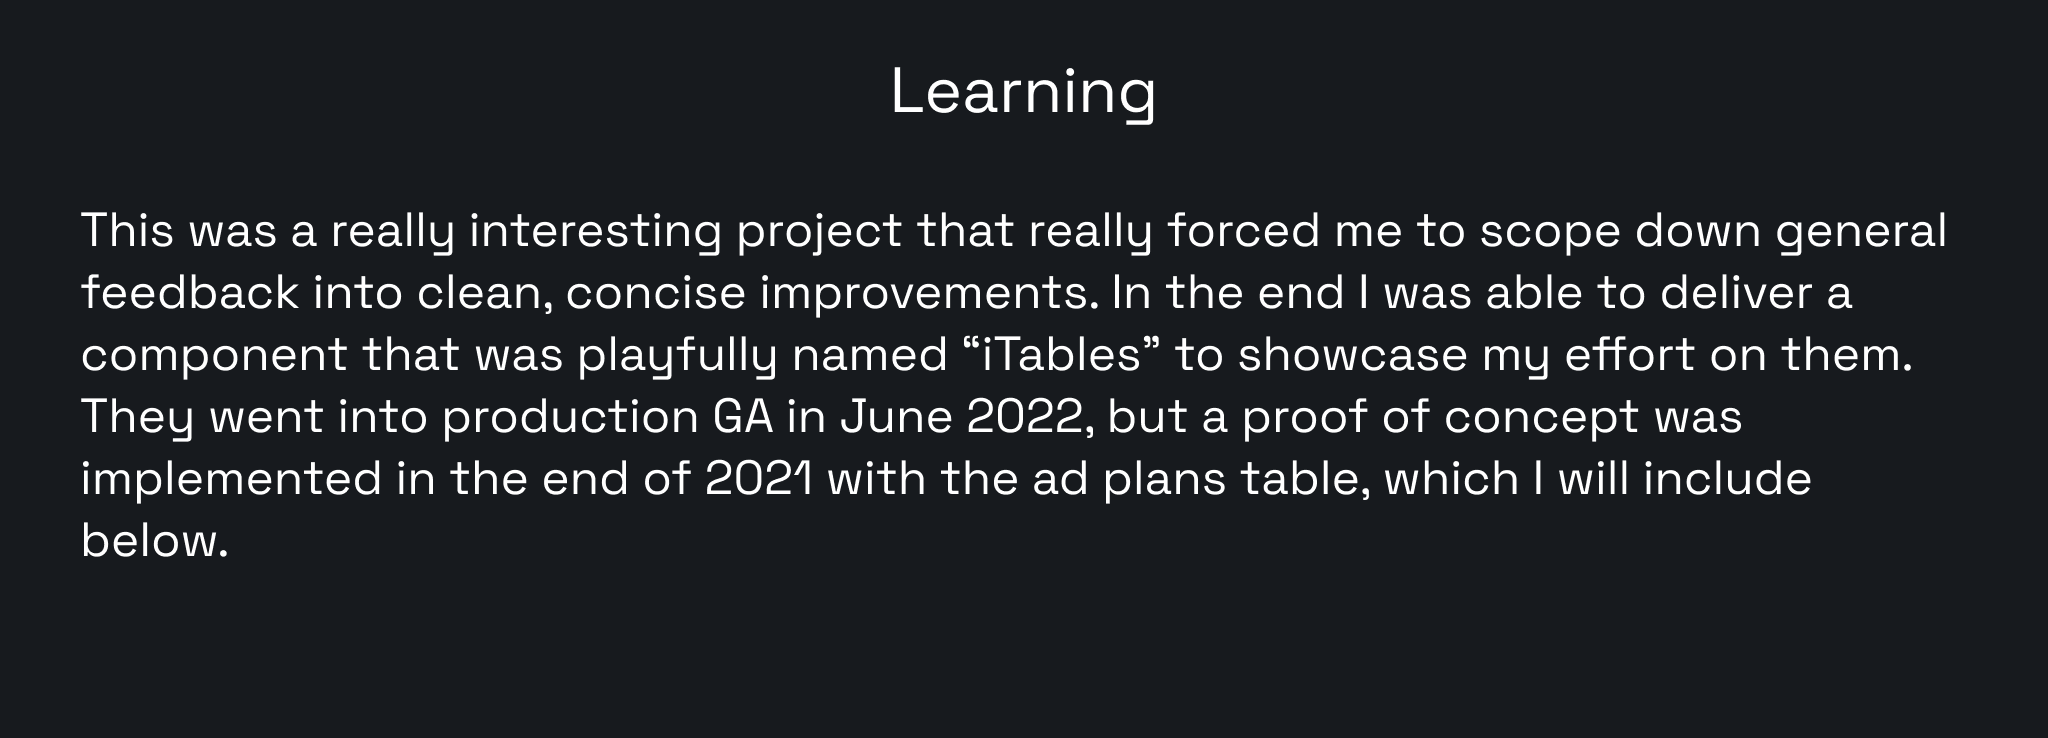 Learning
This was a really interesting project that really forced me to scope down general
feedback into clean, concise improvements. In the end I was able to deliver a
component that was playfully named “iTables” to showcase my effort on them.
They went into production GA in June 2022, but a proof of concept was
implemented in the end of 2021 with the ad plans table, which I will include
below.